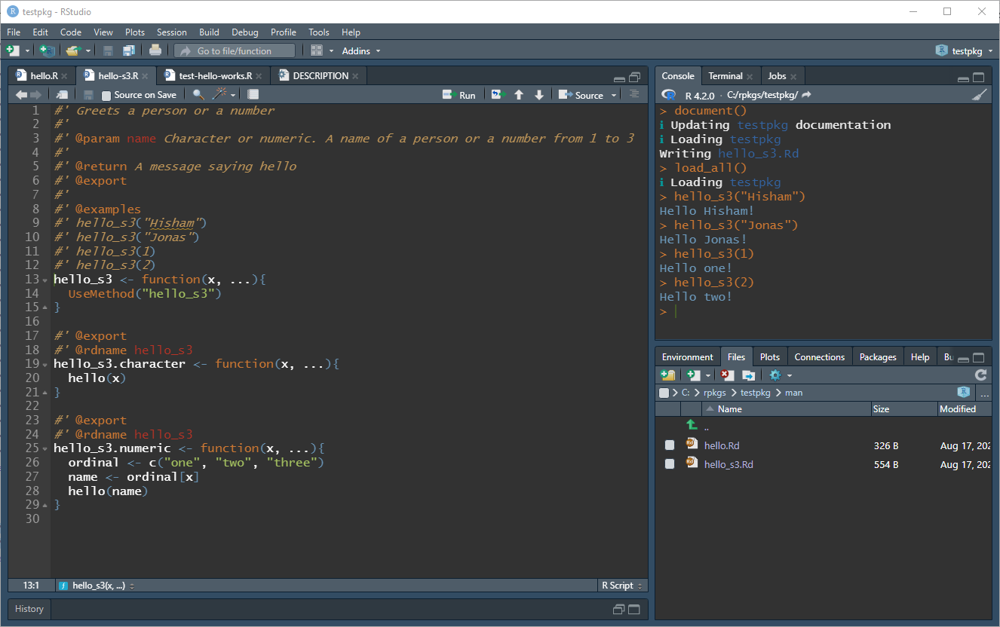 testpkg - RStudio
File Edit Code View Plots Session Build Debug Profile Tools Help
Go to file/function Addins testpkg
hello.R hello-s3.R test-hello-works.R DESCRIPTION
Source on Save Run Source
1 #' Greets a person or a number
2 #'
3 #' @param name Character or numeric. A name of a person or a number from 1 to 3
4 #'
5 #' @return A message saying hello
6 #' @export
7 #'
8 #' @examples
9 #' hello_s3("Hisham")
10 #' hello_s3("Jonas")
11 #' hello_s3(1)
12 #' hello_s3(2)
13 hello_s3 <- function(x, ...){
14 UseMethod("hello_s3")
15 }
16
17 #' @export
18 #' @rdname hello_s3
19 hello_s3.character <- function(x, ...){
20 hello(x)
21 }
22
23 #' @export
24 #' @rdname hello_s3
25 hello_s3.numeric <- function(x, ...){
26 ordinal <- c("one", "two", "three")
27 name <- ordinal[x]
28 hello(name)
29 }
30
13:1 hello_s3(x, ...) R Script
History
Console Terminal Jobs
R 4.2.0 · C:/rpkgs/testpkg/
> document()
i Updating testpkg documentation
i Loading testpkg
Writing hello_s3.Rd
> load_all()
i Loading testpkg
> hello_s3("Hisham")
Hello Hisham!
> hello_s3("Jonas")
Hello Jonas!
> hello_s3(1)
Hello one!
> hello_s3(2)
Hello two!
>
Environment Files Plots Connections Packages Help Bu
C: rpkgs testpkg man ...
Name Size Modified
..
hello.Rd 326 B Aug 17, 202
hello_s3.Rd 554 B Aug 17, 202